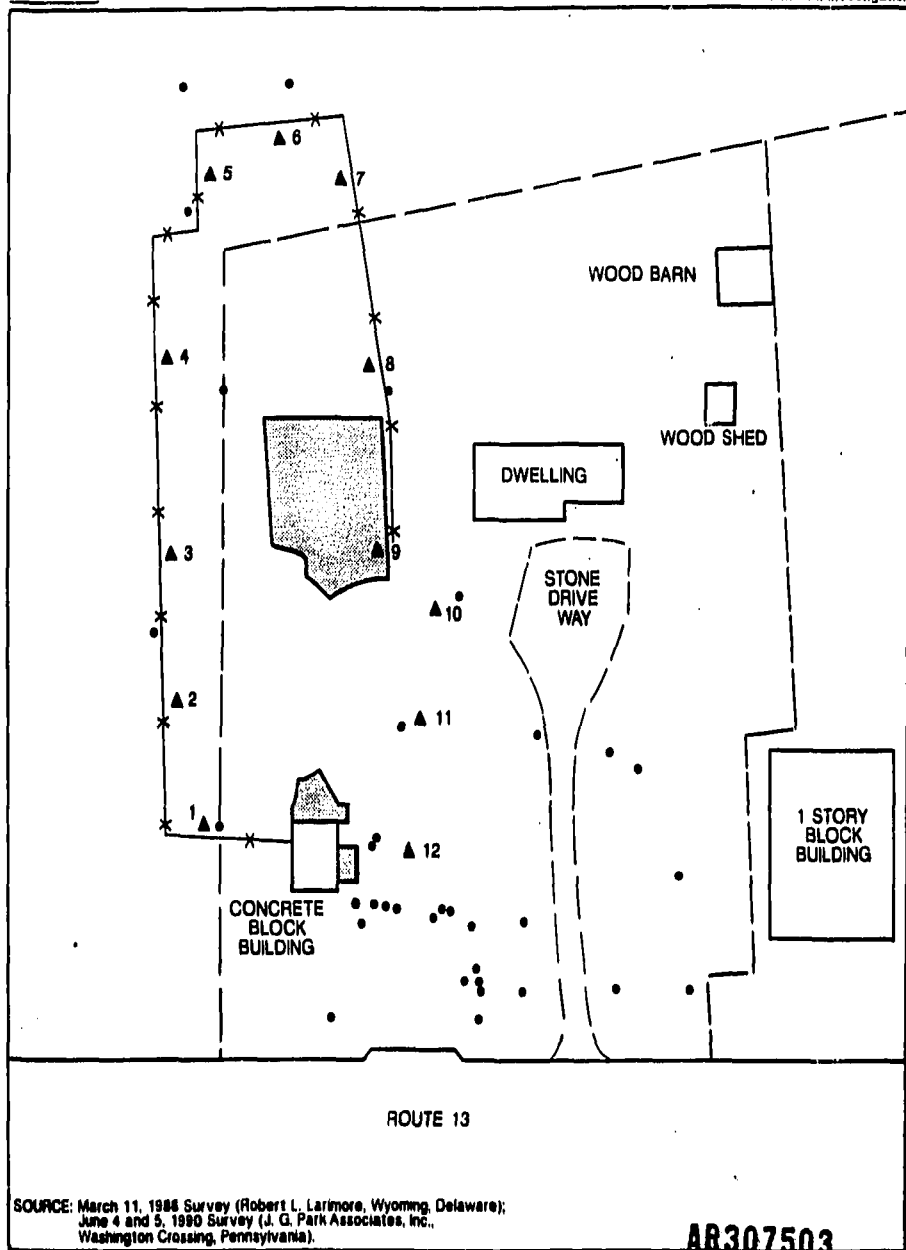 6
5
7
WOOD BARN
4
8
WOOD SHED
DWELLING
3
9
STONE
DRIVE
WAY
10
2
11
1
1 STORY
BLOCK
BUILDING
12
CONCRETE
BLOCK
BUILDING
ROUTE 13
SOURCE: March 11, 1988 Survey (Robert L. Larimore, Wyoming, Delaware);
June 4 and 5, 1990 Survey (J. G. Park Associates, Inc.,
Washington Crossing, Pennsylvania).
AR307503